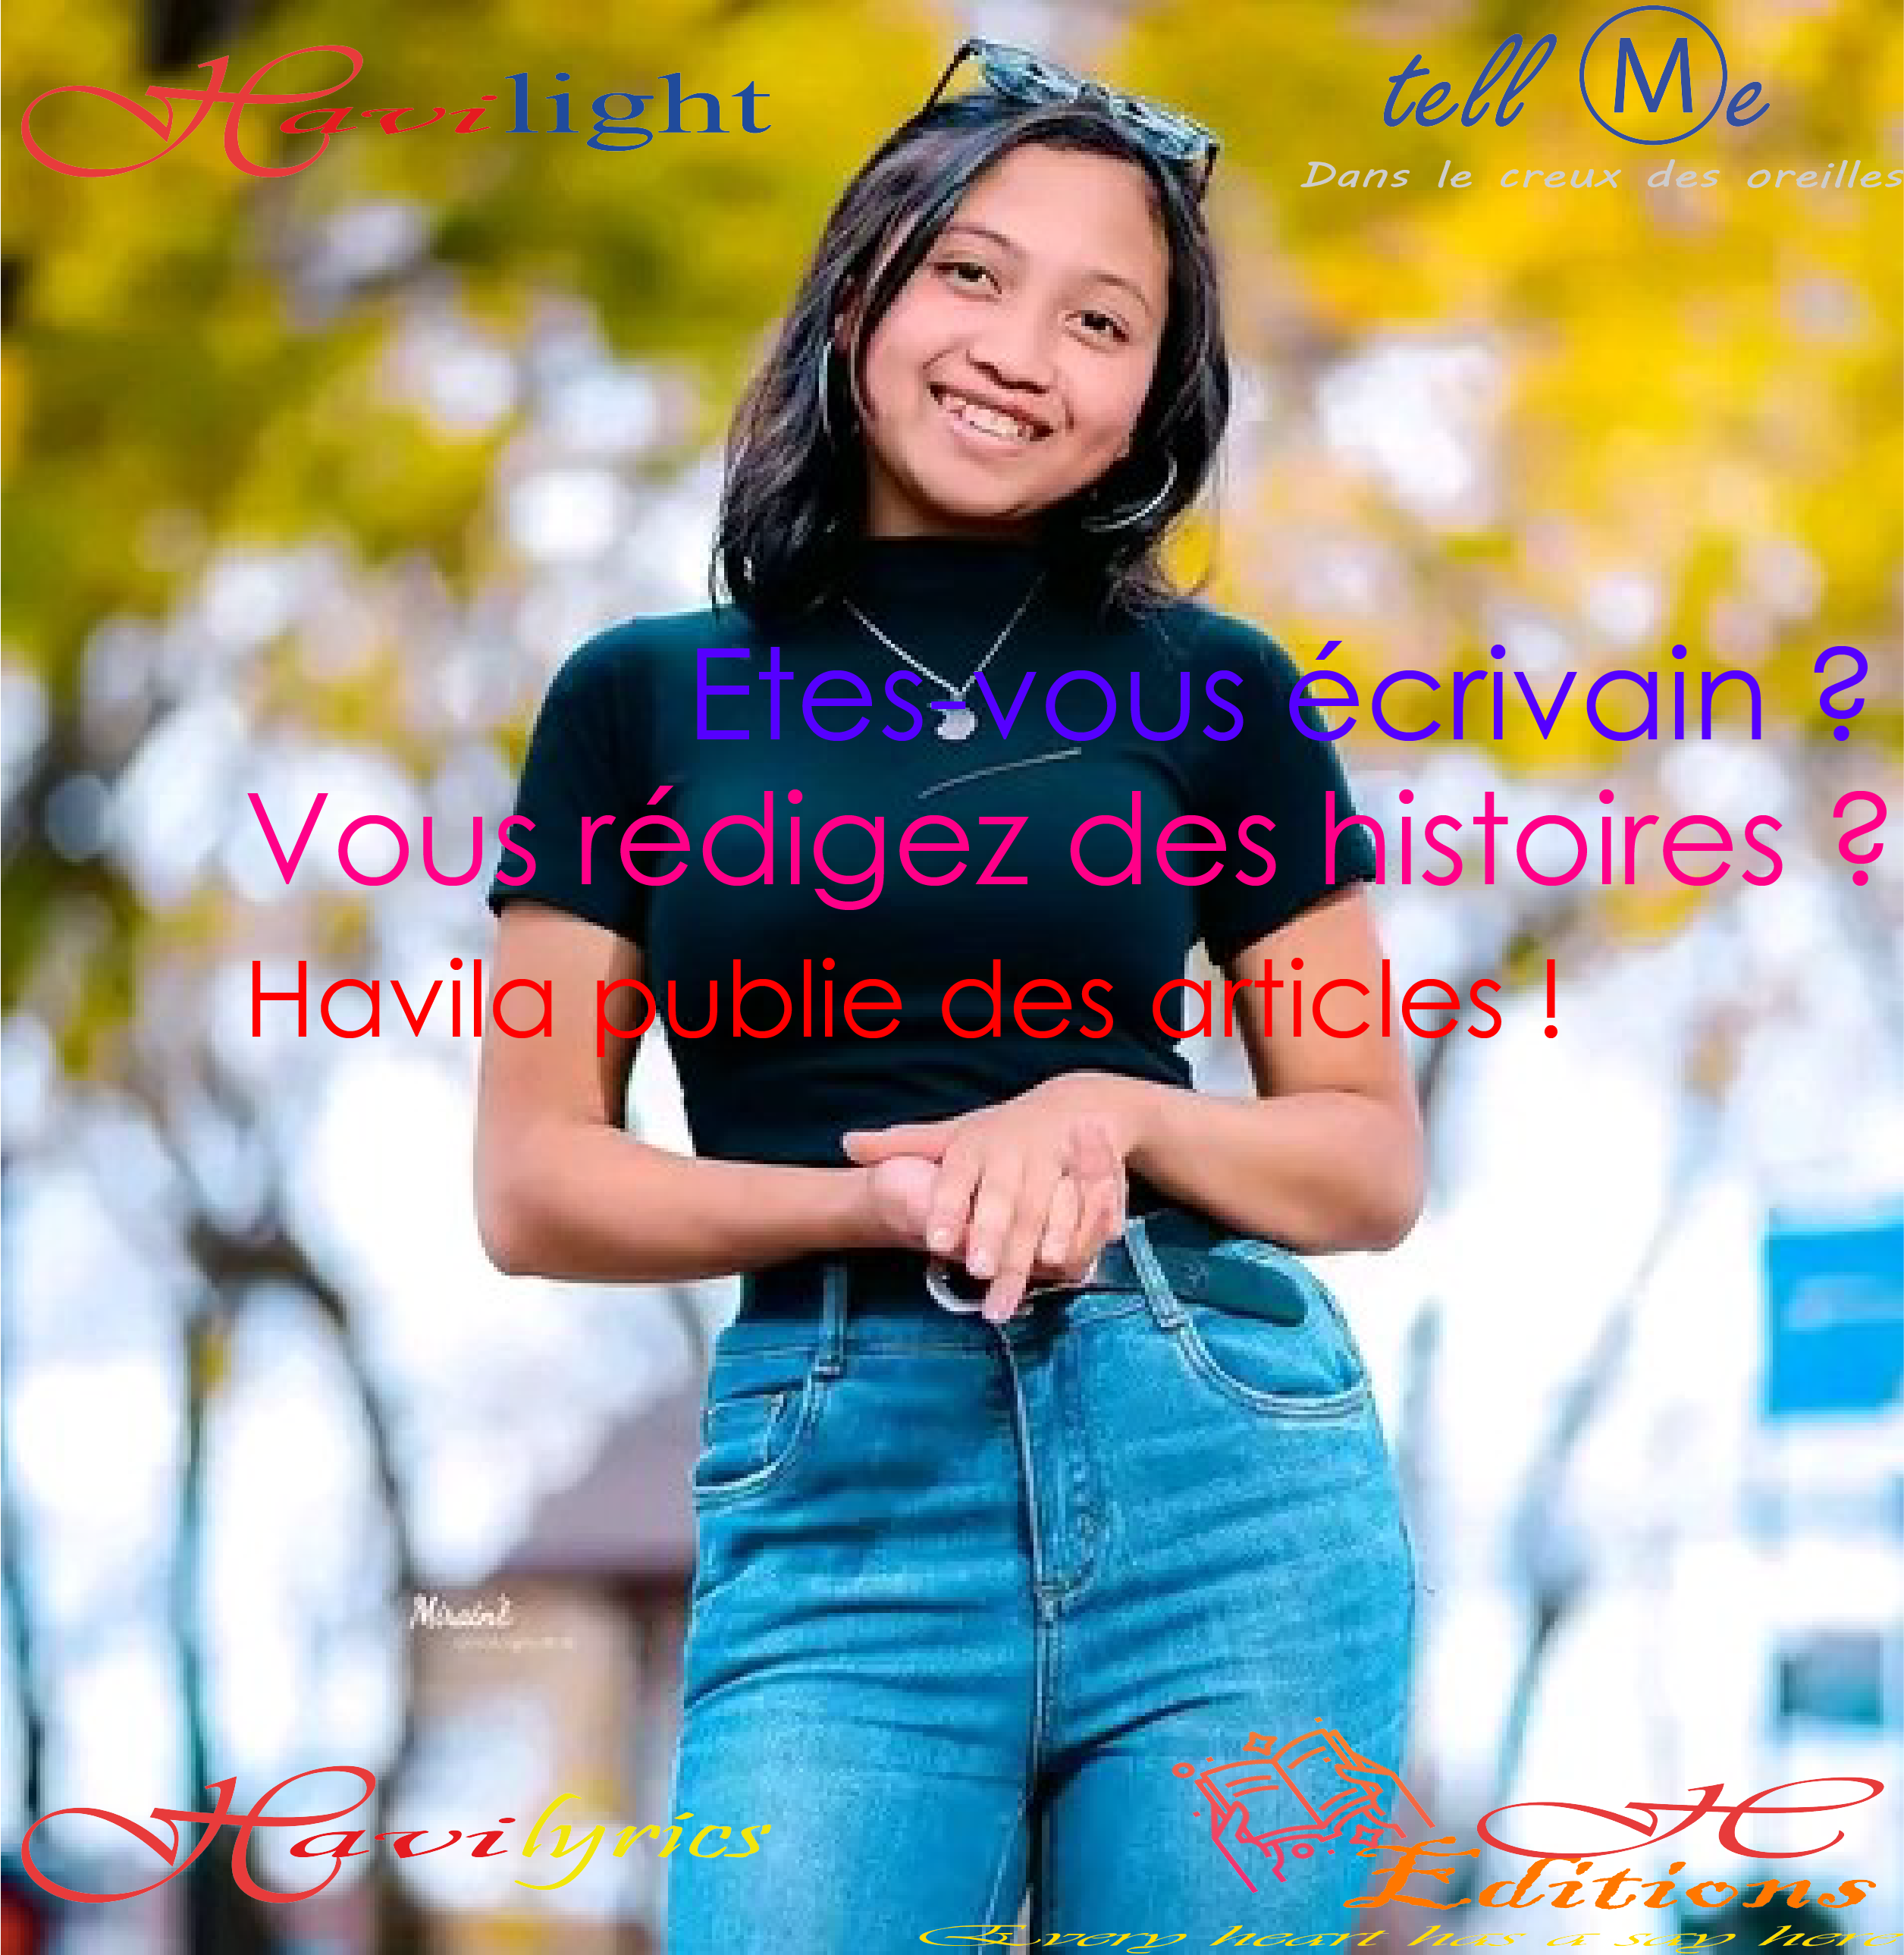 Havilight
tell Me
Dans le creux des oreilles
Etes-vous écrivain ?
Vous rédigez des histoires ?
Havila publie des articles !
Havilyrics
H
Editions
Every heart has a say here